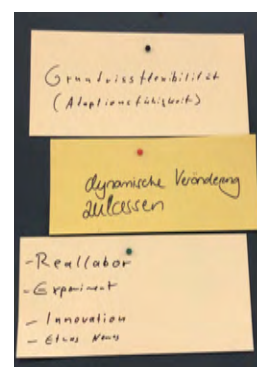 Grundrissflexibilität
(Adaptionsfähigkeit)
dynamische Veränderung
zulassen
- Reallabor
- Experiment
- Innovation
- Etwas Neues